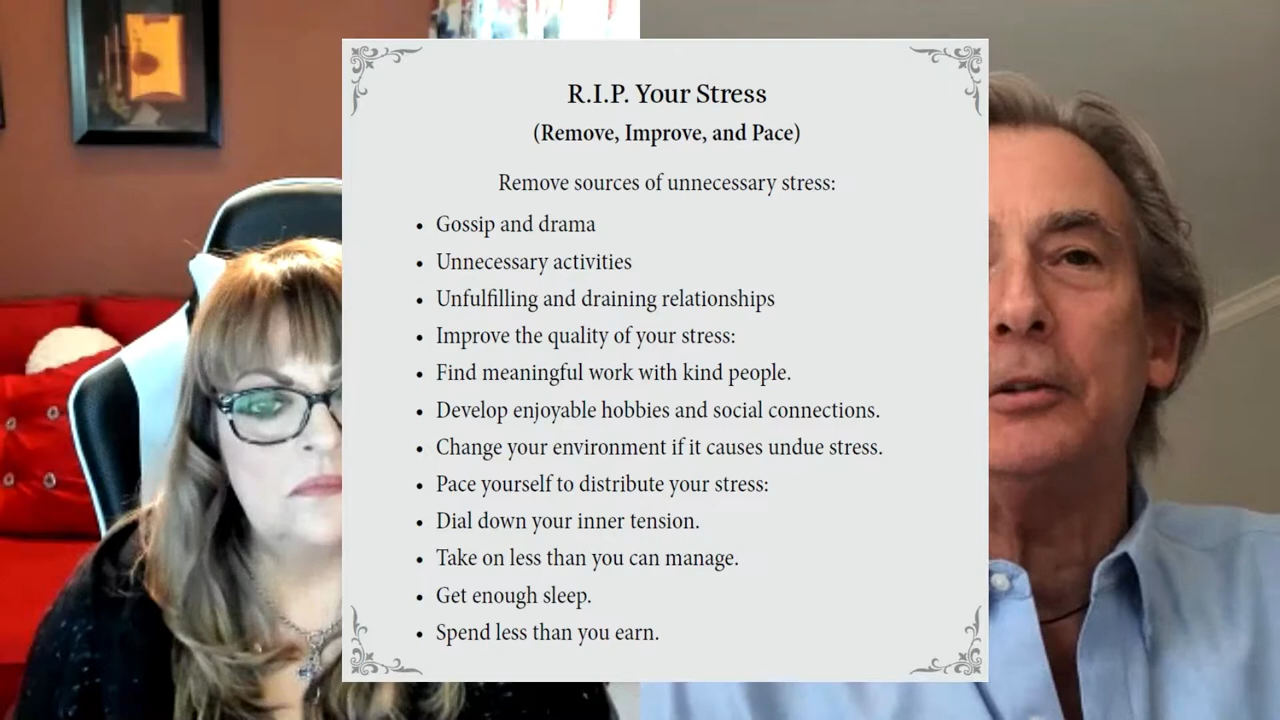 R.I.P. Your Stress
(Remove, Improve, and Pace)
Remove sources of unnecessary stress:
• Gossip and drama
• Unnecessary activities
• Unfulfilling and draining relationships
• Improve the quality of your stress:
• Find meaningful work with kind people.
• Develop enjoyable hobbies and social connections.
• Change your environment if it causes undue stress.
• Pace yourself to distribute your stress:
• Dial down your inner tension.
• Take on less than you can manage.
• Get enough sleep.
• Spend less than you earn.